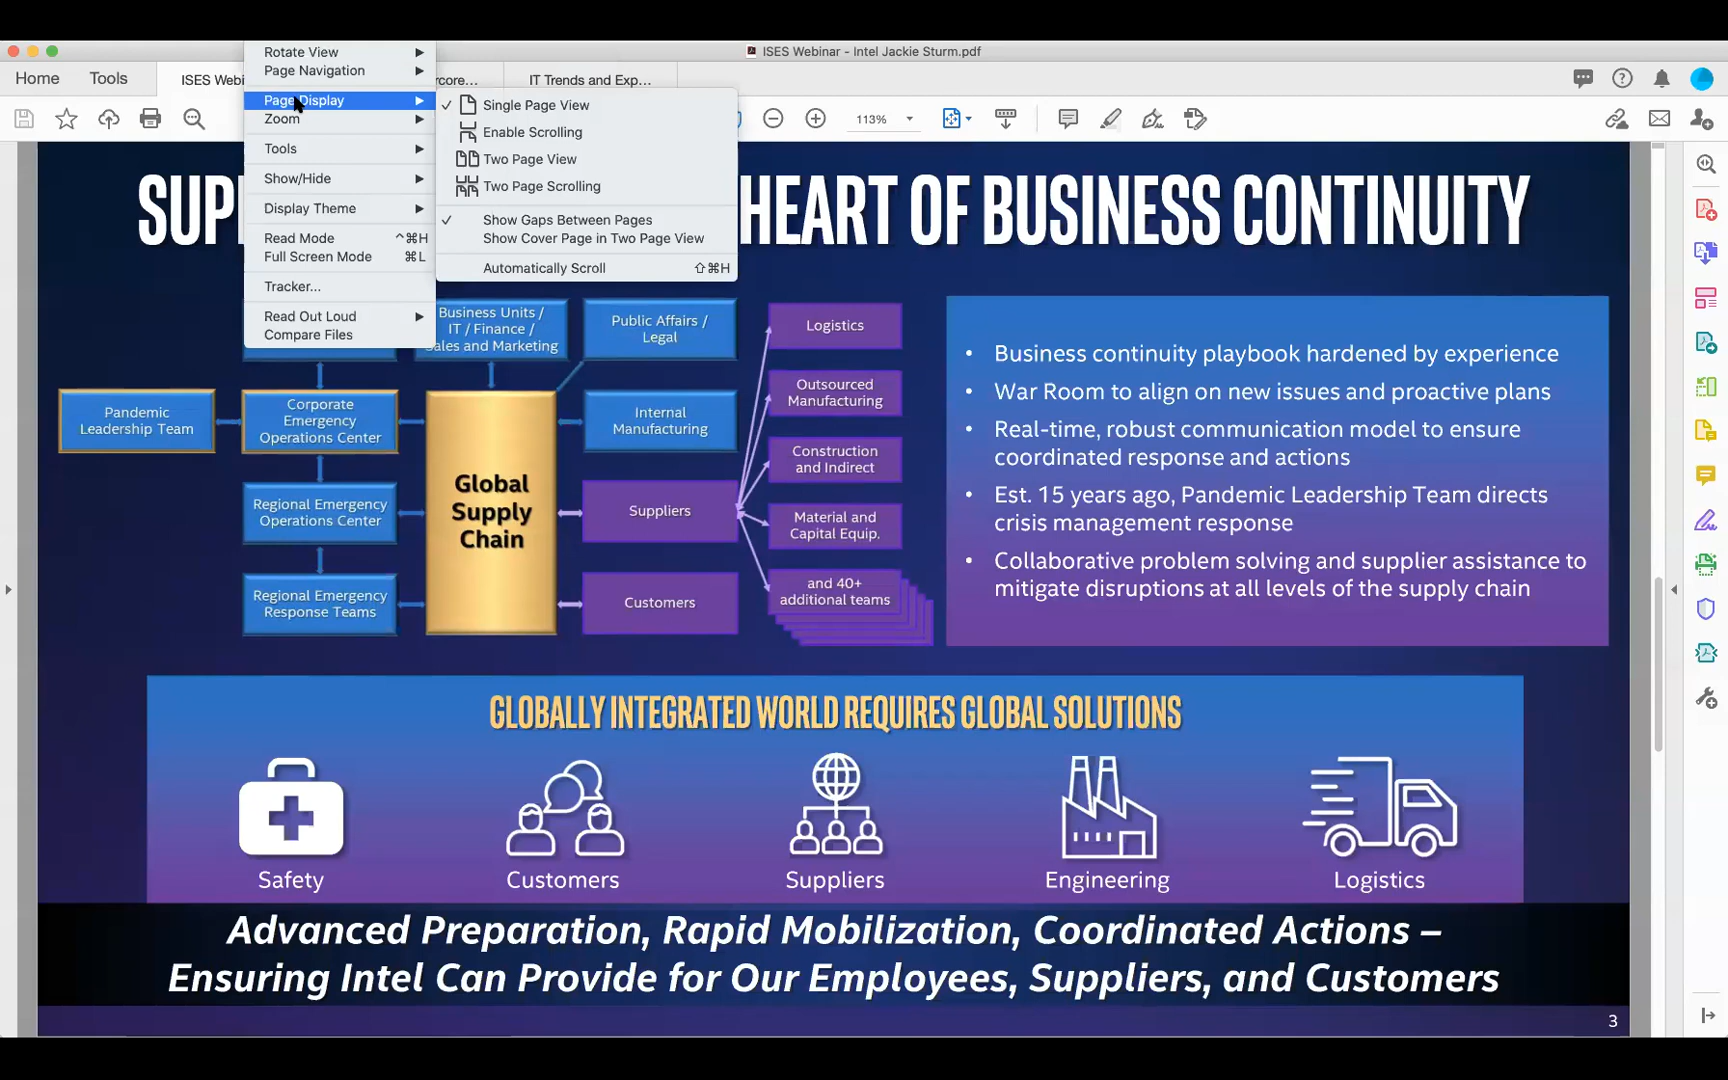 ISES Webinar - Intel Jackie Sturm.pdf
Home
Tools
ISES Webi
rcore...
IT Trends and Exp...
113%
Rotate View
Page Navigation
Page Display
Zoom
Tools
Show/Hide
Display Theme
Read Mode ^⌘H
Full Screen Mode ⌘L
Tracker...
Read Out Loud
Compare Files
Single Page View
Enable Scrolling
Two Page View
Two Page Scrolling
Show Gaps Between Pages
Show Cover Page in Two Page View
Automatically Scroll ⇧⌘H
SUP HEART OF BUSINESS CONTINUITY
Business Units /
IT / Finance /
Sales and Marketing
Public Affairs /
Legal
Pandemic
Leadership Team
Corporate
Emergency
Operations Center
Internal
Manufacturing
Regional Emergency
Operations Center
Global
Supply
Chain
Suppliers
Regional Emergency
Response Teams
Customers
Logistics
Outsourced
Manufacturing
Construction
and Indirect
Material and
Capital Equip.
and 40+
additional teams
• Business continuity playbook hardened by experience
• War Room to align on new issues and proactive plans
• Real-time, robust communication model to ensure
coordinated response and actions
• Est. 15 years ago, Pandemic Leadership Team directs
crisis management response
• Collaborative problem solving and supplier assistance to
mitigate disruptions at all levels of the supply chain
GLOBALLY INTEGRATED WORLD REQUIRES GLOBAL SOLUTIONS
Safety
Customers
Suppliers
Engineering
Logistics
Advanced Preparation, Rapid Mobilization, Coordinated Actions –
Ensuring Intel Can Provide for Our Employees, Suppliers, and Customers
3